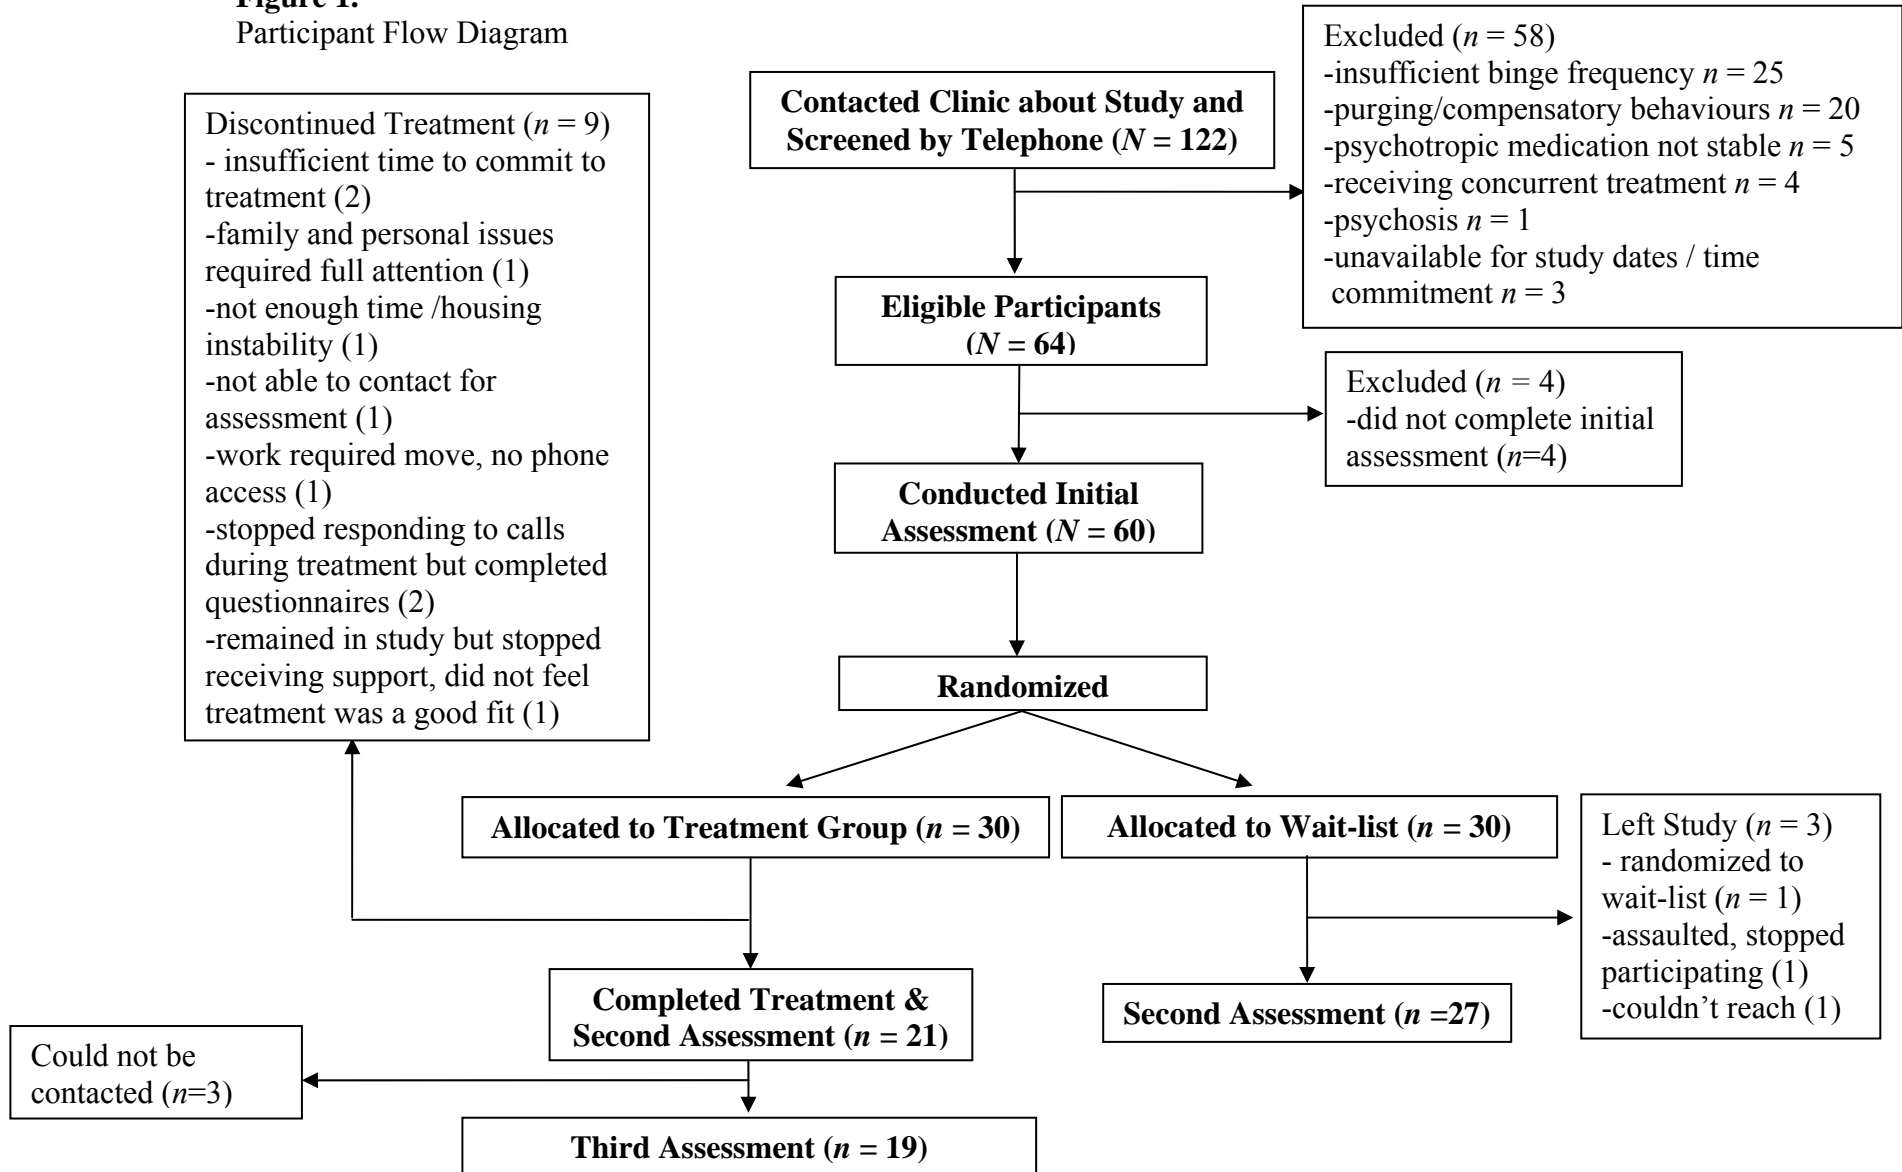 Figure 1.
Participant Flow Diagram
Contacted Clinic about Study and
Screened by Telephone (N = 122)
Excluded (n = 58)
-insufficient binge frequency n = 25
-purging/compensatory behaviours n = 20
-psychotropic medication not stable n = 5
-receiving concurrent treatment n = 4
-psychosis n = 1
-unavailable for study dates / time
commitment n = 3
Discontinued Treatment (n = 9)
- insufficient time to commit to
treatment (2)
-family and personal issues
required full attention (1)
-not enough time /housing
instability (1)
-not able to contact for
assessment (1)
-work required move, no phone
access (1)
-stopped responding to calls
during treatment but completed
questionnaires (2)
-remained in study but stopped
receiving support, did not feel
treatment was a good fit (1)
Eligible Participants
(N = 64)
Excluded (n = 4)
-did not complete initial
assessment (n=4)
Conducted Initial
Assessment (N = 60)
Randomized
Allocated to Treatment Group (n = 30)
Allocated to Wait-list (n = 30)
Left Study (n = 3)
- randomized to
wait-list (n = 1)
-assaulted, stopped
participating (1)
-couldn't reach (1)
Completed Treatment &
Second Assessment (n = 21)
Second Assessment (n =27)
Could not be
contacted (n=3)
Third Assessment (n = 19)